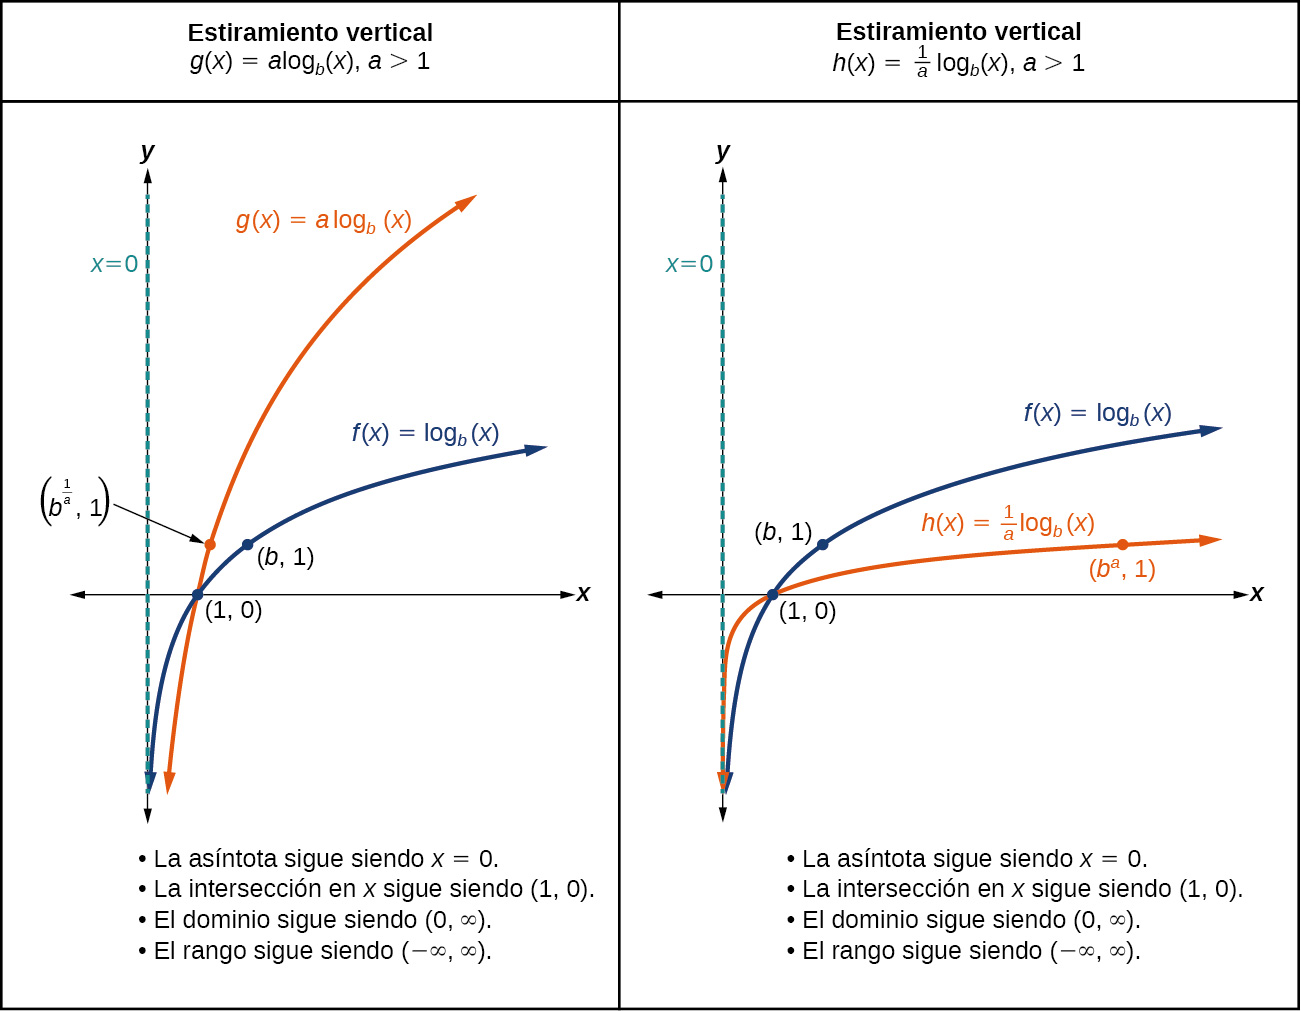 Estiramiento vertical
g(x) = alog_b(x), a > 1
y
g(x) = a log_b (x)
x=0
f(x) = log_b (x)
(b^(1/a), 1)
(b, 1)
x
(1, 0)
• La asíntota sigue siendo x = 0.
• La intersección en x sigue siendo (1, 0).
• El dominio sigue siendo (0, ∞).
• El rango sigue siendo (−∞, ∞).
Estiramiento vertical
h(x) = 1/a log_b(x), a > 1
y
x=0
f(x) = log_b (x)
h(x) = 1/a log_b (x)
(b, 1)
(b^a, 1)
x
(1, 0)
• La asíntota sigue siendo x = 0.
• La intersección en x sigue siendo (1, 0).
• El dominio sigue siendo (0, ∞).
• El rango sigue siendo (−∞, ∞).